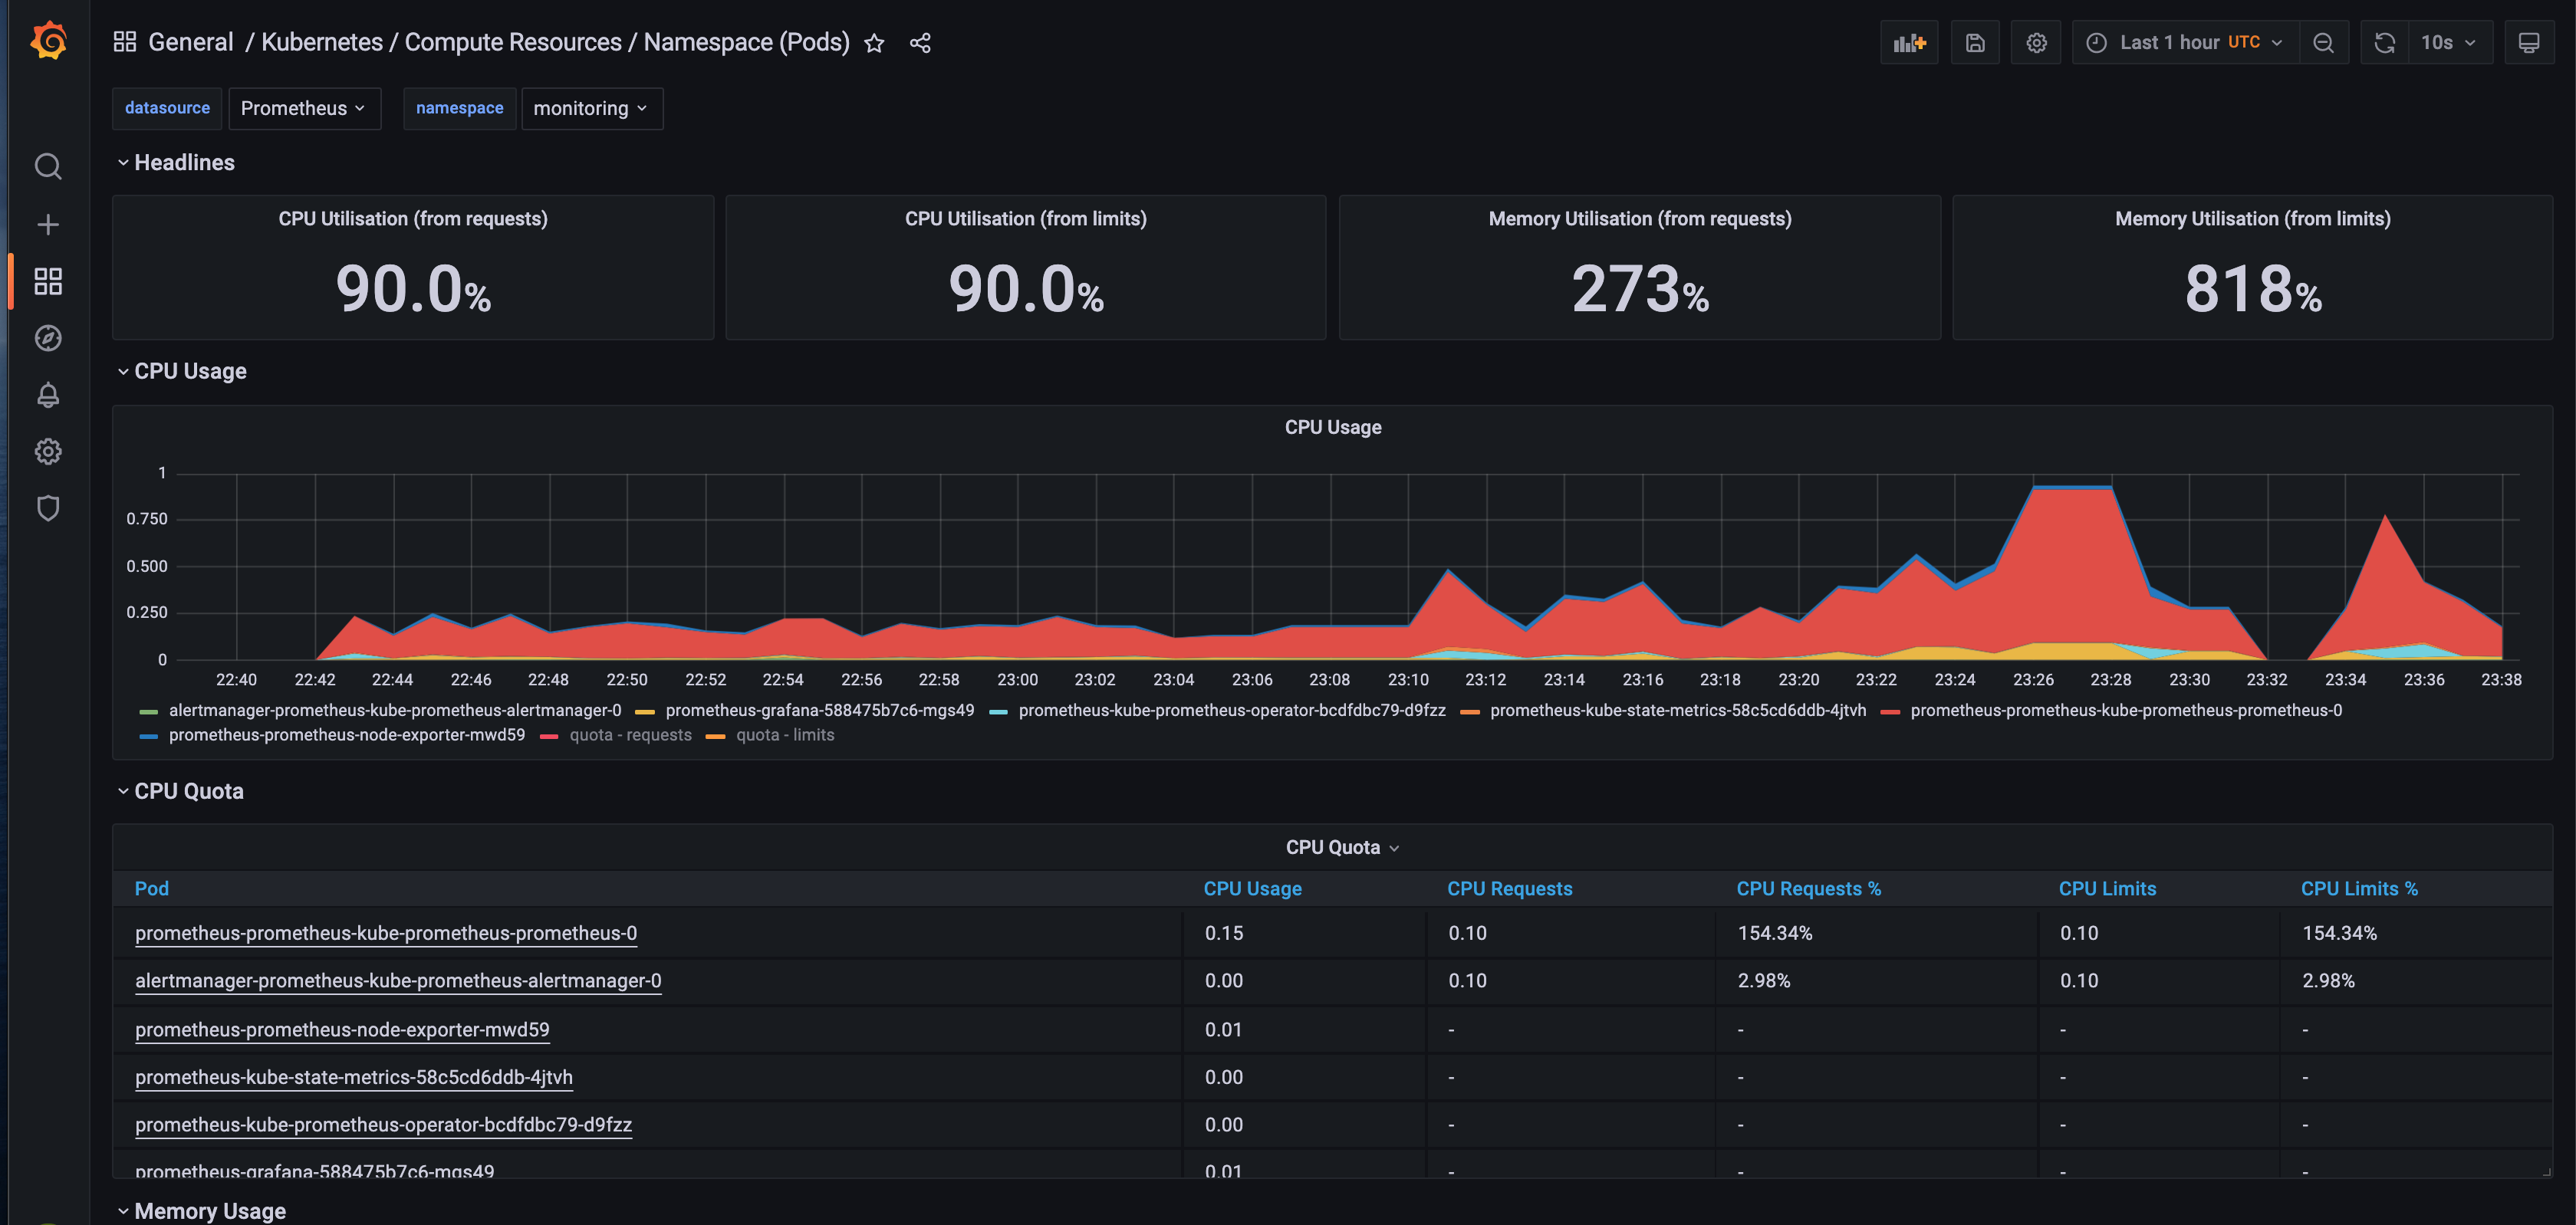 General / Kubernetes / Compute Resources / Namespace (Pods)
Last 1 hour UTC
10s
datasource Prometheus namespace monitoring
Headlines
CPU Utilisation (from requests)
90.0%
CPU Utilisation (from limits)
90.0%
Memory Utilisation (from requests)
273%
Memory Utilisation (from limits)
818%
CPU Usage
CPU Usage
1
0.750
0.500
0.250
0
22:40 22:42 22:44 22:46 22:48 22:50 22:52 22:54 22:56 22:58 23:00 23:02 23:04 23:06 23:08 23:10 23:12 23:14 23:16 23:18 23:20 23:22 23:24 23:26 23:28 23:30 23:32 23:34 23:36 23:38
alertmanager-prometheus-kube-prometheus-alertmanager-0 prometheus-grafana-588475b7c6-mgs49 prometheus-kube-prometheus-operator-bcdfdbc79-d9fzz prometheus-kube-state-metrics-58c5cd6ddb-4jtvh prometheus-prometheus-kube-prometheus-prometheus-0
prometheus-prometheus-node-exporter-mwd59 quota - requests quota - limits
CPU Quota
CPU Quota
Pod CPU Usage CPU Requests CPU Requests % CPU Limits CPU Limits %
prometheus-prometheus-kube-prometheus-prometheus-0 0.15 0.10 154.34% 0.10 154.34%
alertmanager-prometheus-kube-prometheus-alertmanager-0 0.00 0.10 2.98% 0.10 2.98%
prometheus-prometheus-node-exporter-mwd59 0.01 - - - -
prometheus-kube-state-metrics-58c5cd6ddb-4jtvh 0.00 - - - -
prometheus-kube-prometheus-operator-bcdfdbc79-d9fzz 0.00 - - - -
prometheus-grafana-588475b7c6-mgs49 0.01 - - - -
Memory Usage